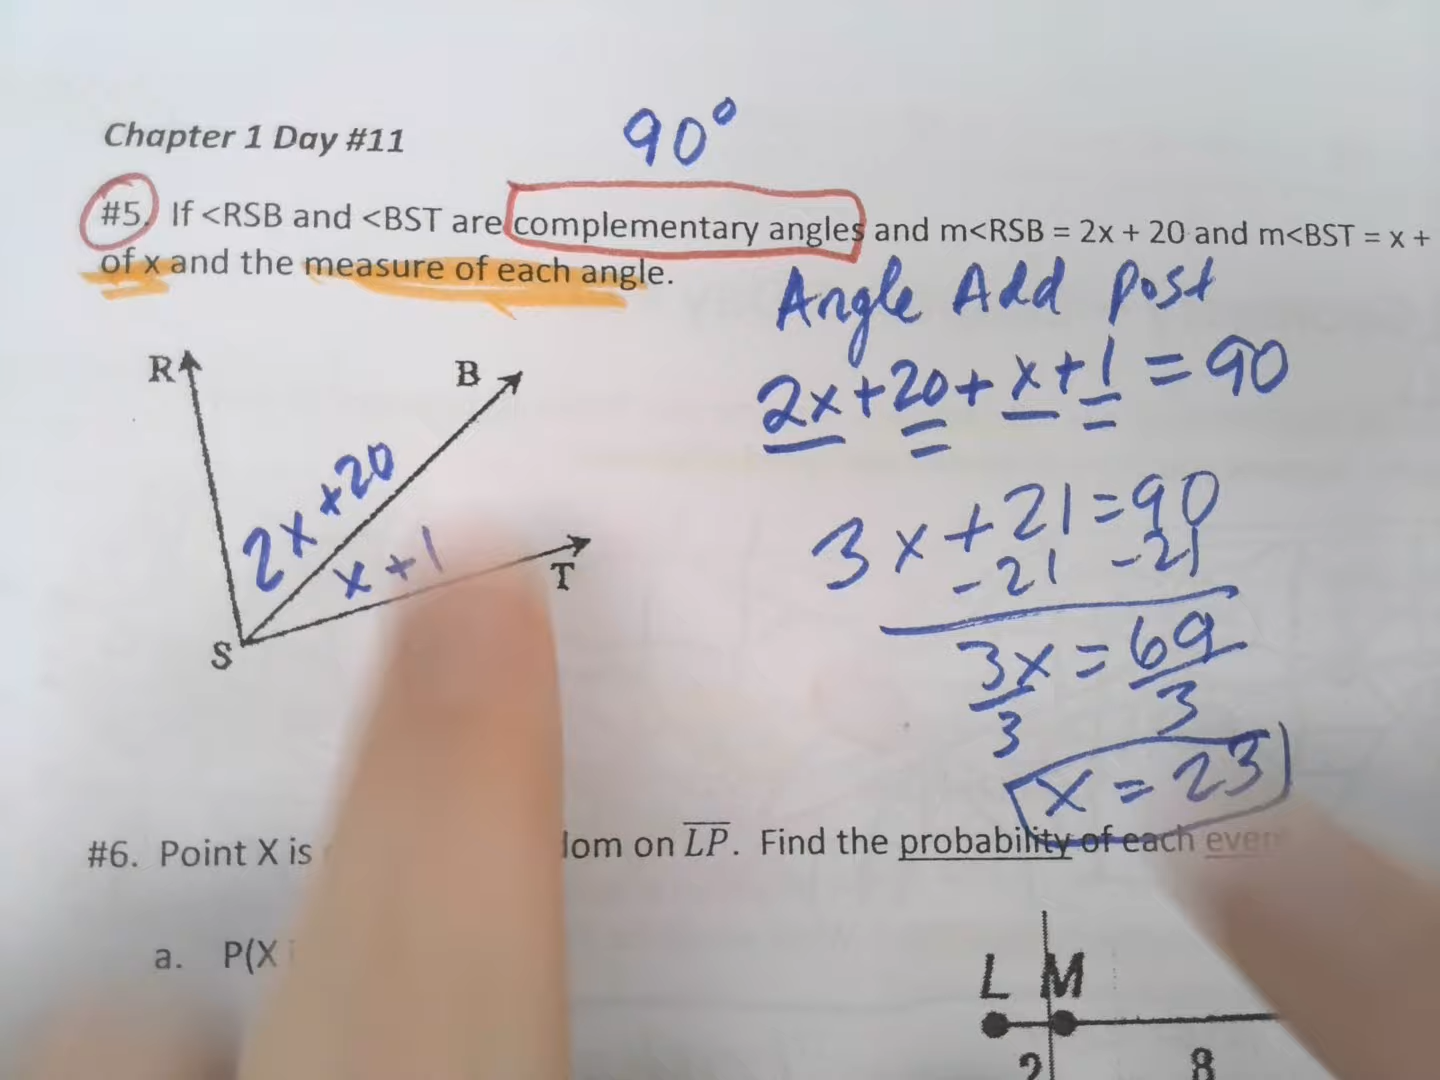 90°
Chapter 1 Day #11
#5. If <RSB and <BST are complementary angles and m<RSB = 2x + 20 and m<BST = x +
of x and the measure of each angle.
Angle Add Post
2x+20+x+1=90
R
B
2x+20
x+1
T
S
3x+21=90
-21 -21
3x=69
3 3
x=23
#6. Point X is dom on LP. Find the probability of each even
a. P(X i
L M
2 8